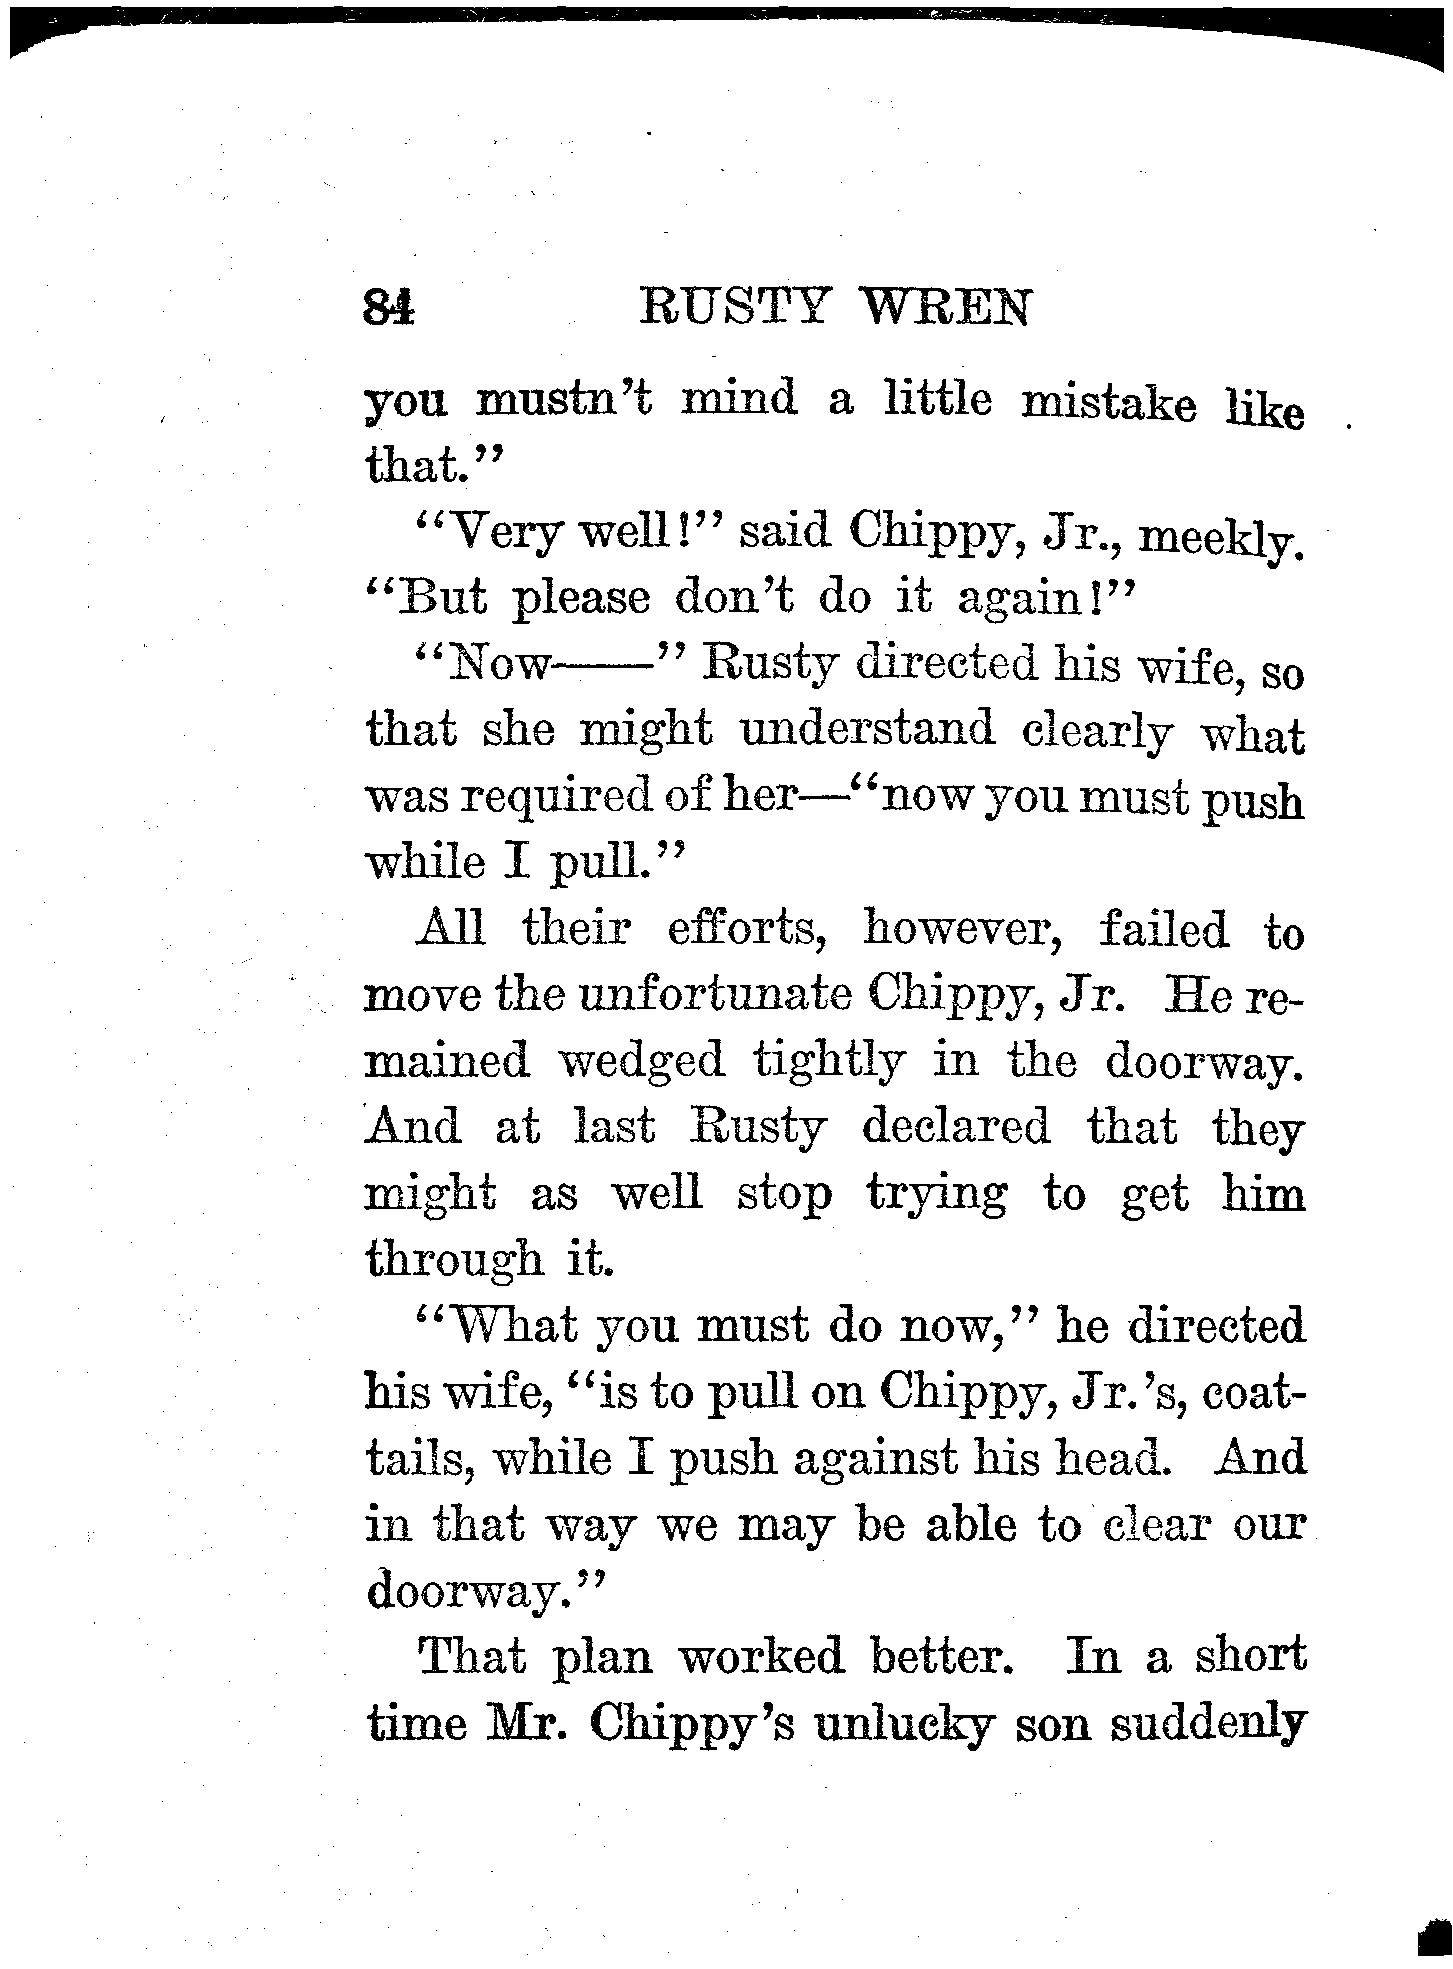 84 RUSTY WREN
you mustn't mind a little mistake like
that."
"Very well!" said Chippy, Jr., meekly.
"But please don't do it again!"
"Now——" Rusty directed his wife, so
that she might understand clearly what
was required of her—"now you must push
while I pull."
All their efforts, however, failed to
move the unfortunate Chippy, Jr. He re-
mained wedged tightly in the doorway.
And at last Rusty declared that they
might as well stop trying to get him
through it.
"What you must do now," he directed
his wife, "is to pull on Chippy, Jr.'s, coat-
tails, while I push against his head. And
in that way we may be able to clear our
doorway."
That plan worked better. In a short
time Mr. Chippy's unlucky son suddenly